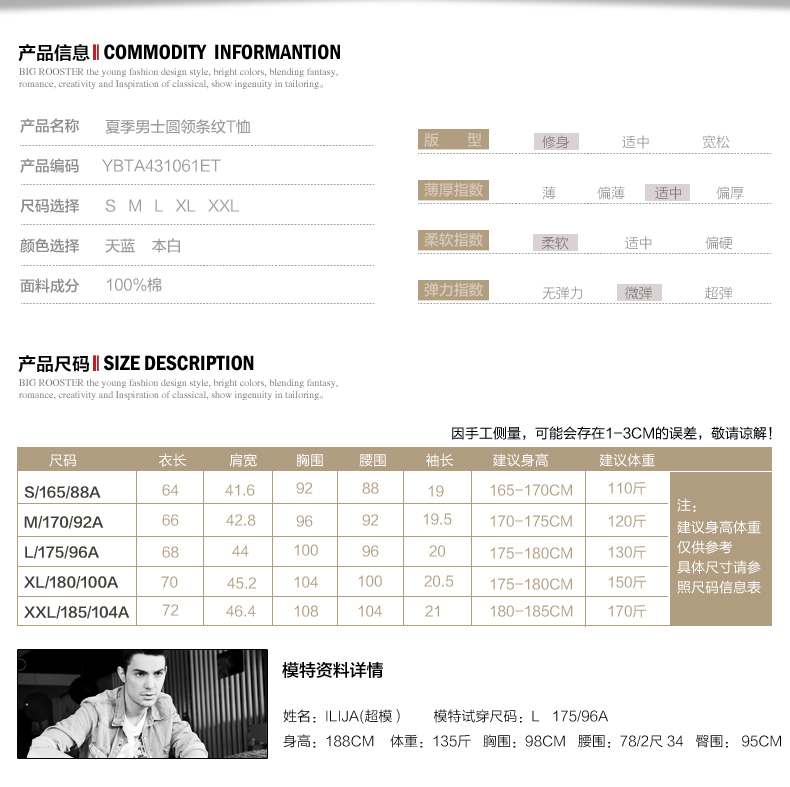 产品信息 COMMODITY INFORMANTION
BIG ROOSTER the young fashion design style, bright colors, blending fantasy,
romance, creativity and Inspiration of classical, show ingenuity in tailoring。
产品名称 夏季男士圆领条纹T恤
产品编码 YBTA431061ET
尺码选择 S M L XL XXL
颜色选择 天蓝 本白
面料成分 100%棉
版 型 修身 适中 宽松
薄厚指数 薄 偏薄 适中 偏厚
柔软指数 柔软 适中 偏硬
弹力指数 无弹力 微弹 超弹
产品尺码 SIZE DESCRIPTION
BIG ROOSTER the young fashion design style, bright colors, blending fantasy,
romance, creativity and Inspiration of classical, show ingenuity in tailoring。
因手工侧量，可能会存在1-3CM的误差，敬请谅解！
尺码 衣长 肩宽 胸围 腰围 袖长 建议身高 建议体重
S/165/88A 64 41.6 92 88 19 165-170CM 110斤
M/170/92A 66 42.8 96 92 19.5 170-175CM 120斤
L/175/96A 68 44 100 96 20 175-180CM 130斤
XL/180/100A 70 45.2 104 100 20.5 175-180CM 150斤
XXL/185/104A 72 46.4 108 104 21 180-185CM 170斤
注：
建议身高体重
仅供参考
具体尺寸请参
照尺码信息表
模特资料详情
姓名：ILIJA(超模 ) 模特试穿尺码：L 175/96A
身高：188CM 体重：135斤 胸围：98CM 腰围：78/2尺 34 臀围： 95CM